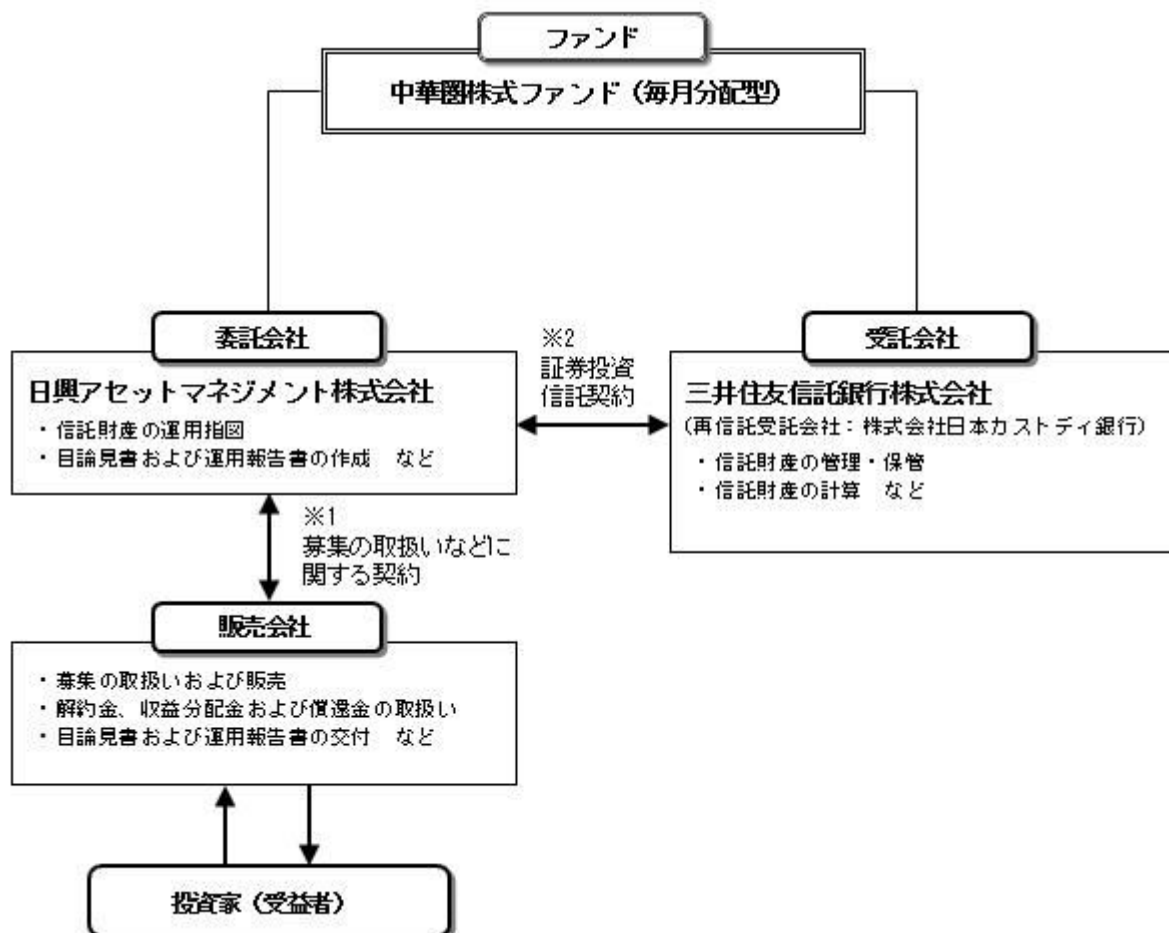 ファンド
中華圏株式ファンド(毎月分配型)
委託会社
日興アセットマネジメント株式会社
・信託財産の運用指図
・目論見書および運用報告書の作成 など
※2
証券投資
信託契約
受託会社
三井住友信託銀行株式会社
(再信託受託会社:株式会社日本カストディ銀行)
・信託財産の管理・保管
・信託財産の計算 など
※1
募集の取扱いなどに
関する契約
販売会社
・募集の取扱いおよび販売
・解約金、収益分配金および償還金の取扱い
・目論見書および運用報告書の交付 など
投資家(受益者)